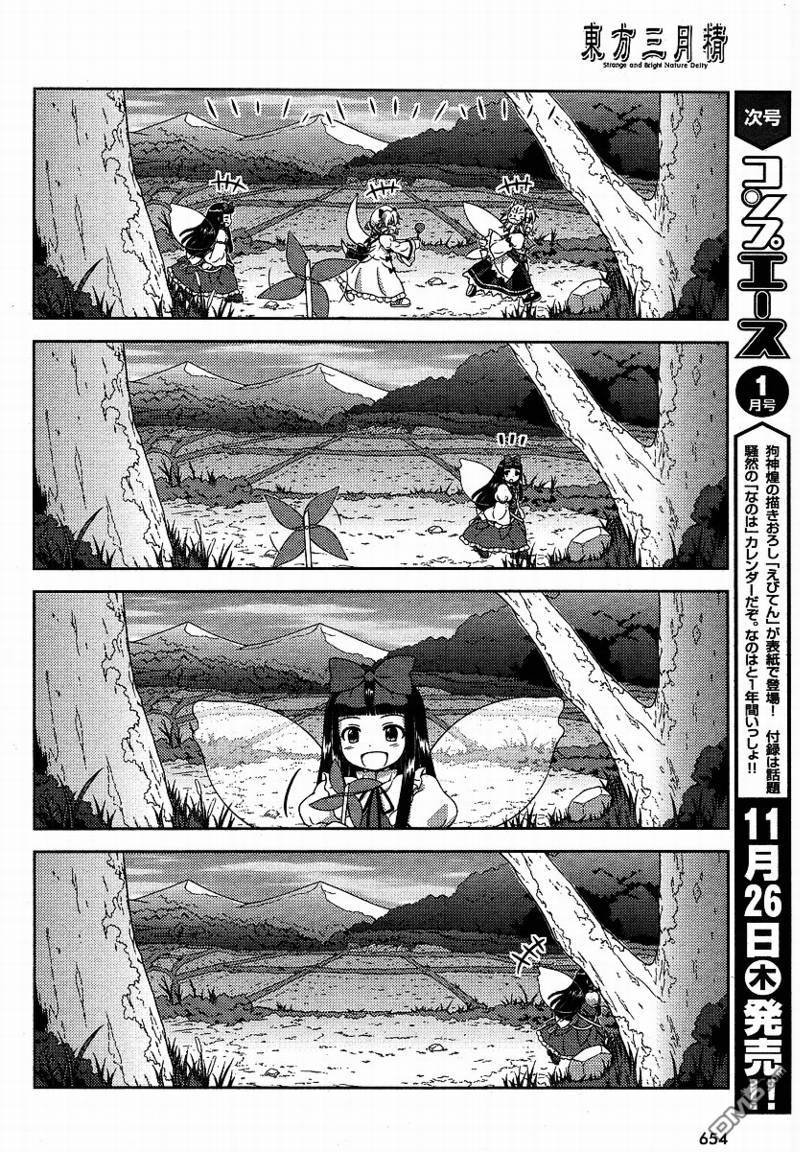 東方三月精
Strange and Bright Nature Deity
次号
コンプエース
1
月号
狗神煌の描きおろし「えびてん」が表紙で登場! 付録は話題
騒然の「なのは」カレンダーだぞ。なのはと1年間いっしょ!!
11月26日木発売!!
654